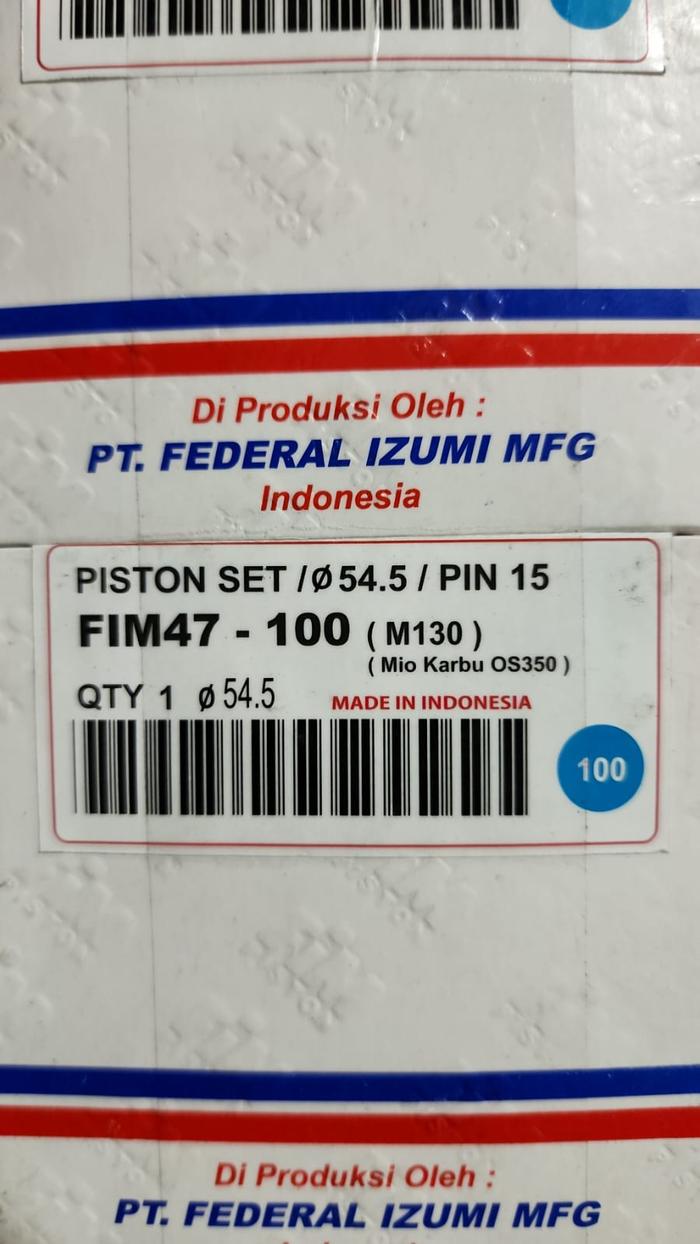 Di Produksi Oleh :
PT. FEDERAL IZUMI MFG
Indonesia
PISTON SET / Ø 54.5 / PIN 15
FIM47 - 100 ( M130 )
( Mio Karbu OS350 )
QTY 1 Ø 54.5 MADE IN INDONESIA
100
Di Produksi Oleh :
PT. FEDERAL IZUMI MFG